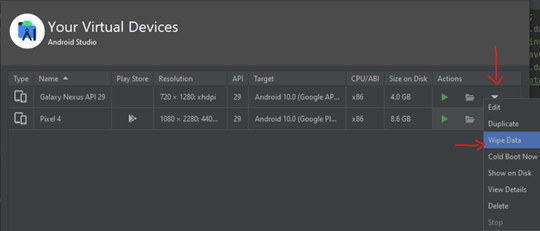 Your Virtual Devices
Android Studio
Type Name Play Store Resolution API Target CPU/ABI Size on Disk Actions
Galaxy Nexus API 29 720 × 1280: xhdpi 29 Android 10.0 (Google AP... x86 4.0 GB
Pixel 4 1080 × 2280: 440... 29 Android 10.0 (Google Pl... x86 8.6 GB
Edit
Duplicate
Wipe Data
Cold Boot Now
Show on Disk
View Details
Delete
Stop